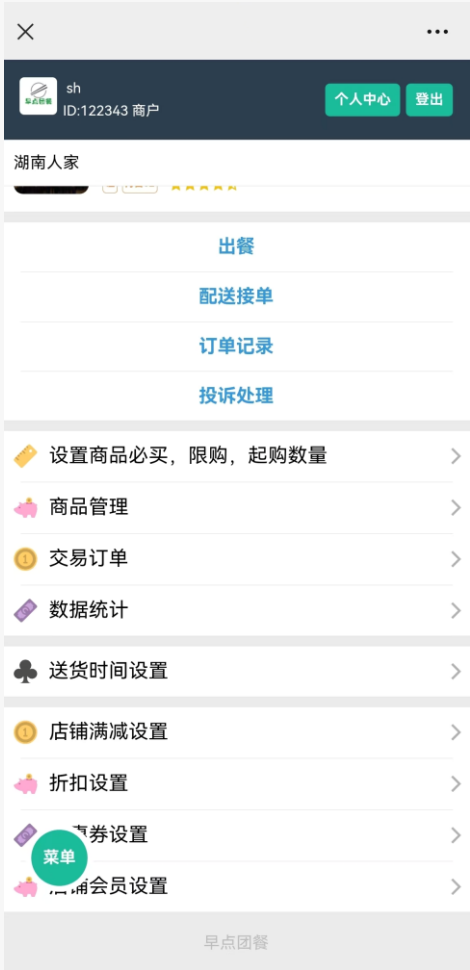 sh
早点团餐
ID:122343 商户
个人中心
登出
湖南人家
出餐
配送接单
订单记录
投诉处理
设置商品必买，限购，起购数量
商品管理
交易订单
数据统计
送货时间设置
店铺满减设置
折扣设置
券设置
菜单
会员设置
早点团餐